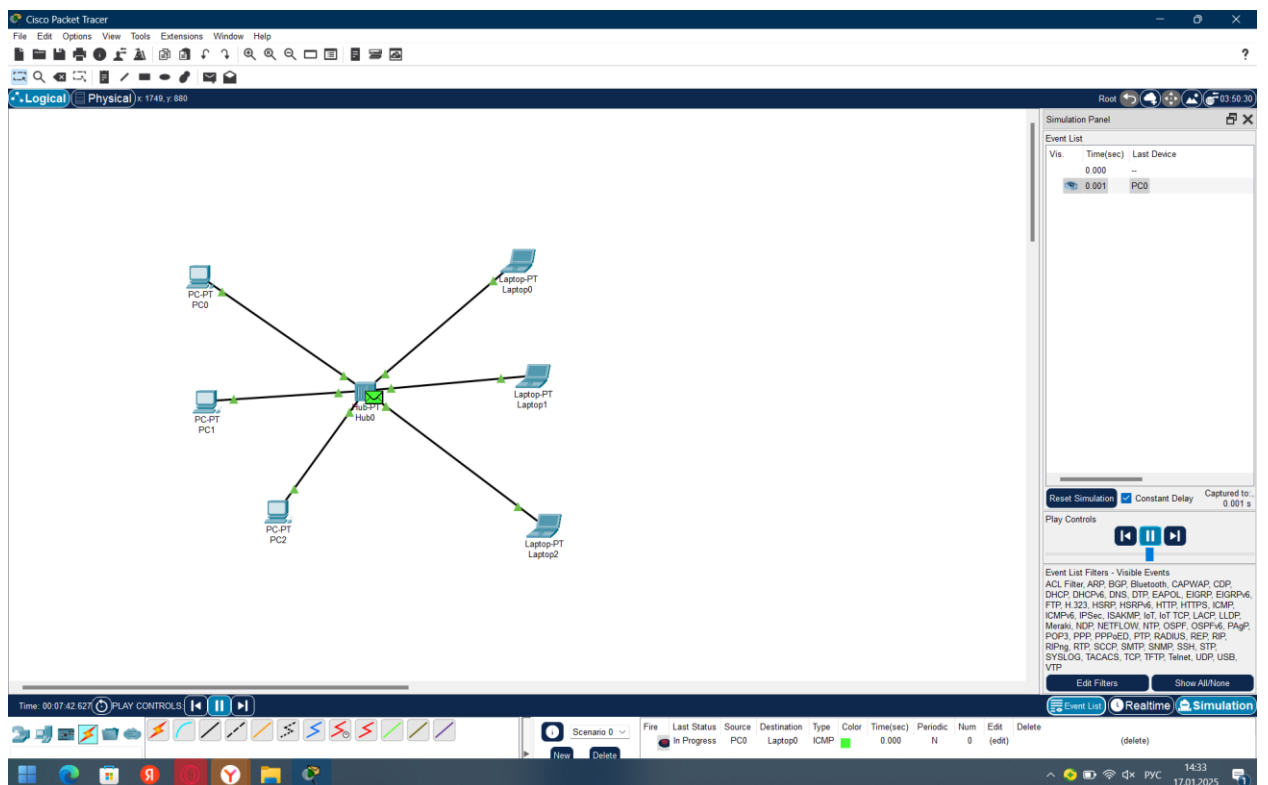 Cisco Packet Tracer
File Edit Options View Tools Extensions Window Help
?
Logical Physical x: 1749, y: 880 Root 03:50:30
Simulation Panel
Event List
Vis. Time(sec) Last Device
0.000 --
0.001 PC0
PC-PT
PC0
Laptop-PT
Laptop0
PC-PT
PC1
Hub-PT
Hub0
Laptop-PT
Laptop1
PC-PT
PC2
Laptop-PT
Laptop2
Reset Simulation Constant Delay Captured to:.
0.001 s
Play Controls
Event List Filters - Visible Events
ACL Filter, ARP, BGP, Bluetooth, CAPWAP, CDP,
DHCP, DHCPv6, DNS, DTP, EAPOL, EIGRP, EIGRPv6,
FTP, H.323, HSRP, HSRPv6, HTTP, HTTPS, ICMP,
ICMPv6, IPSec, ISAKMP, IoT, IoT TCP, LACP, LLDP,
Meraki, NDP, NETFLOW, NTP, OSPF, OSPFv6, PAgP,
POP3, PPP, PPPoED, PTP, RADIUS, REP, RIP,
RIPng, RTP, SCCP, SMTP, SNMP, SSH, STP,
SYSLOG, TACACS, TCP, TFTP, Telnet, UDP, USB,
VTP
Edit Filters Show All/None
Time: 00:07:42.627 PLAY CONTROLS: Event List Realtime Simulation
Scenario 0
New Delete
Fire Last Status Source Destination Type Color Time(sec) Periodic Num Edit Delete
In Progress PC0 Laptop0 ICMP 0.000 N 0 (edit) (delete)
Я Y РУС 14:33
17.01.2025